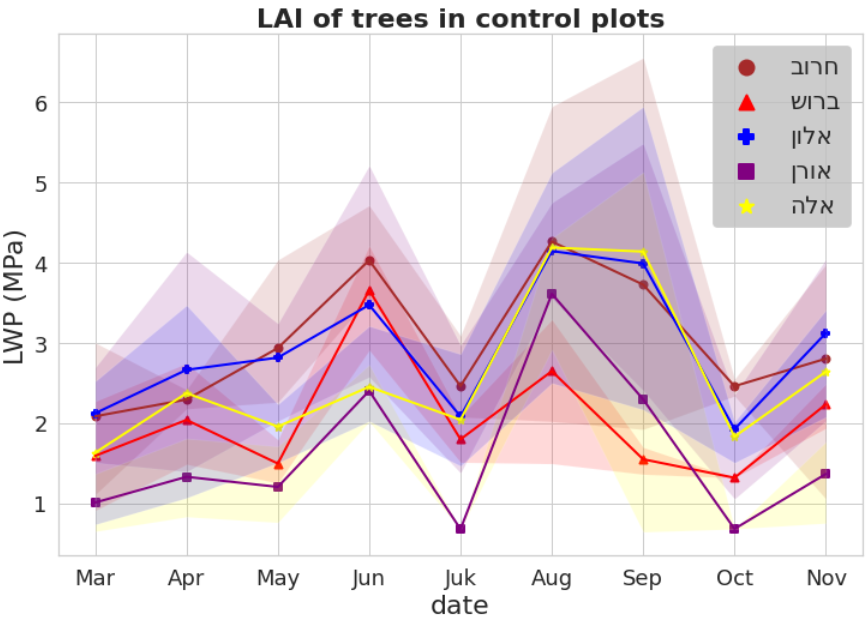 LAI of trees in control plots
LWP (MPa)
6
5
4
3
2
1
Mar Apr May Jun Juk Aug Sep Oct Nov
date
חרוב
ברוש
אלון
אורן
אלה